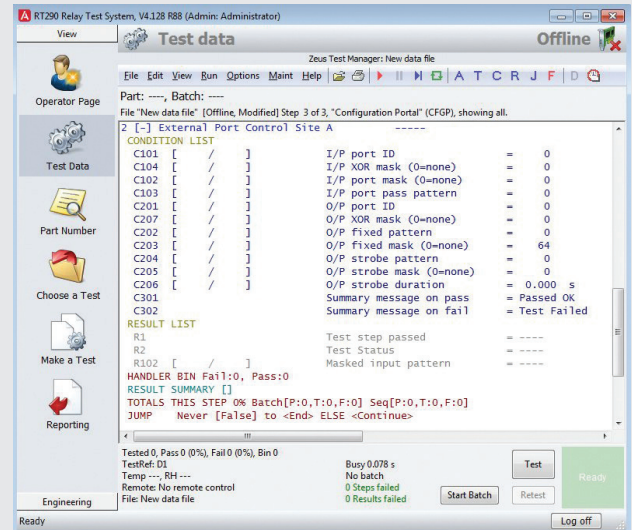 RT290 Relay Test System, V4.128 R88 (Admin: Administrator)
View
Test data
Offline
Zeus Test Manager: New data file
File Edit View Run Options Maint Help A T C R J F D
Operator Page
Part: ----, Batch: ----
File "New data file" [Offline, Modified] Step 3 of 3, "Configuration Portal" (CFGP), showing all.
2 [-] External Port Control Site A -----
CONDITION LIST
C101 [ / ] I/P port ID = 0
C104 [ / ] I/P XOR mask (0=none) = 0
C102 [ / ] I/P port mask (0=none) = 0
C103 [ / ] I/P port pass pattern = 0
C201 [ / ] O/P port ID = 0
C207 [ / ] O/P XOR mask (0=none) = 0
C202 [ / ] O/P fixed pattern = 0
C203 [ / ] O/P fixed mask (0=none) = 64
C204 [ / ] O/P strobe pattern = 0
C205 [ / ] O/P strobe mask (0=none) = 0
C206 [ / ] O/P strobe duration = 0.000 s
C301 Summary message on pass = Passed OK
C302 Summary message on fail = Test Failed
RESULT LIST
R1 Test step passed = ----
R2 Test Status = ----
R102 [ / ] Masked input pattern = ----
HANDLER BIN Fail:0, Pass:0
RESULT SUMMARY []
TOTALS THIS STEP 0% Batch[P:0,T:0,F:0] Seq[P:0,T:0,F:0]
JUMP Never [False] to <End> ELSE <Continue>
Test Data
Part Number
Choose a Test
Make a Test
Reporting
Engineering
Tested 0, Pass 0 (0%), Fail 0 (0%), Bin 0
TestRef: D1 Busy 0.078 s
Temp ---, RH --- No batch
Remote: No remote control 0 Steps failed
File: New data file 0 Results failed
Start Batch
Test
Retest
Ready
Ready
Log off